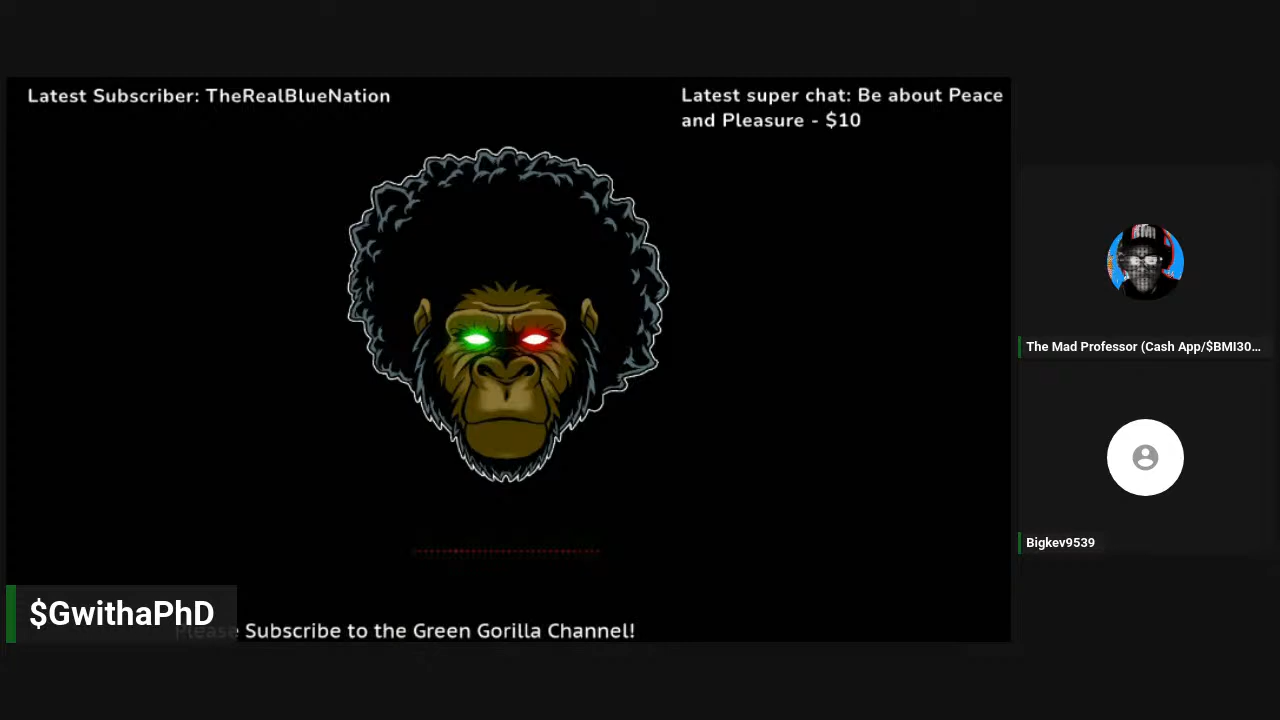 Latest Subscriber: TheRealBlueNation
Latest super chat: Be about Peace
and Pleasure - $10
The Mad Professor (Cash App/$BMI30...
Bigkev9539
$GwithaPhD
Please Subscribe to the Green Gorilla Channel!